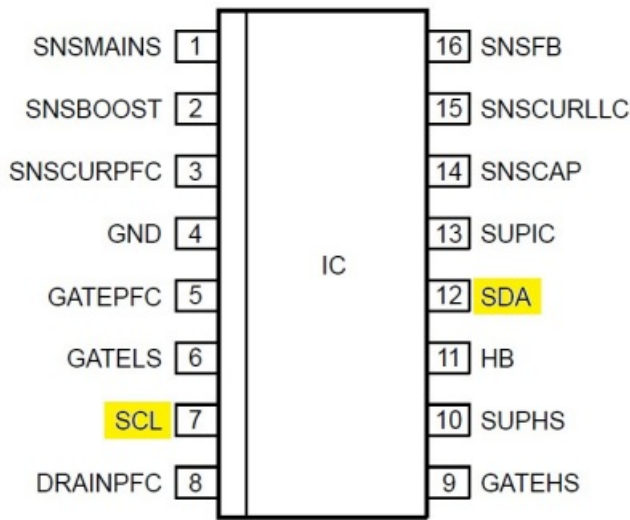 SNSMAINS 1 16 SNSFB
SNSBOOST 2 15 SNSCURLLC
SNSCURPFC 3 14 SNSCAP
GND 4 13 SUPIC
IC
GATEPFC 5 12 SDA
GATELS 6 11 HB
SCL 7 10 SUPHS
DRAINPFC 8 9 GATEHS